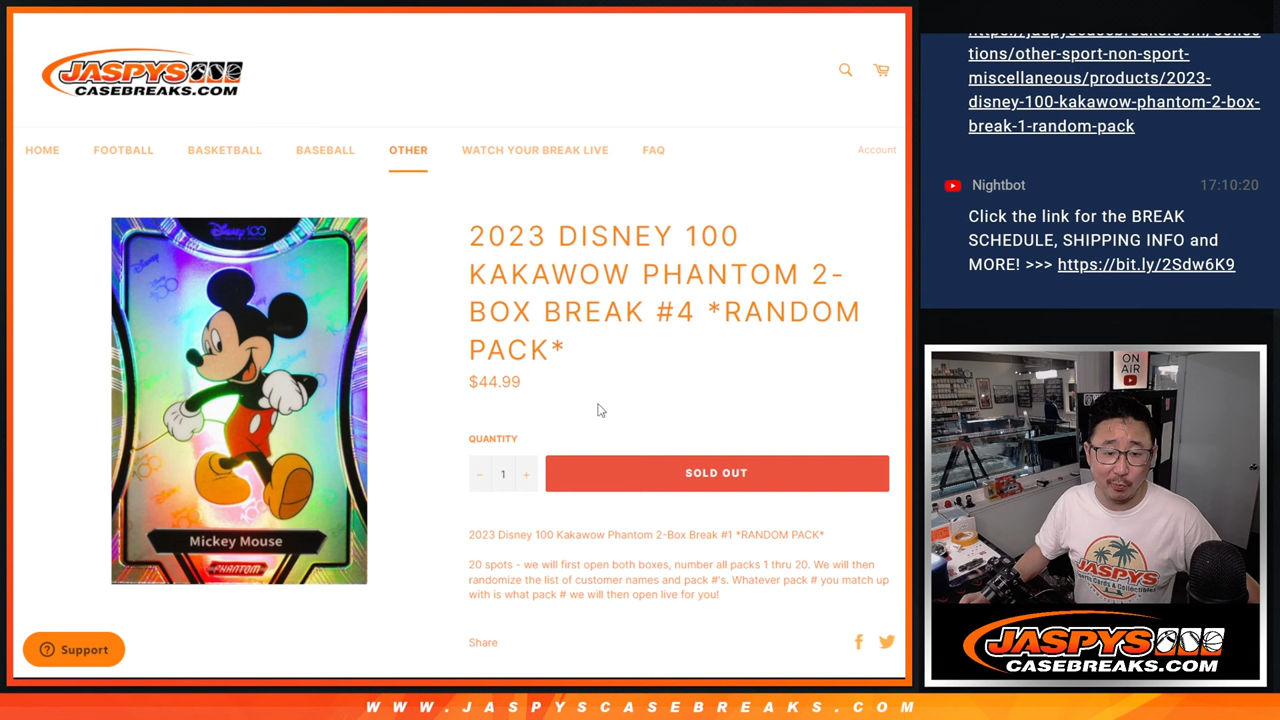 JASPYS
CASEBREAKS.COM
HOME FOOTBALL BASKETBALL BASEBALL OTHER WATCH YOUR BREAK LIVE FAQ Account
Disney 100
Mickey Mouse
PHANTOM
2023 DISNEY 100
KAKAWOW PHANTOM 2-
BOX BREAK #4 *RANDOM
PACK*
$44.99
QUANTITY
− 1 +
SOLD OUT
2023 Disney 100 Kakawow Phantom 2-Box Break #1 *RANDOM PACK*
20 spots - we will first open both boxes, number all packs 1 thru 20. We will then
randomize the list of customer names and pack #'s. Whatever pack # you match up
with is what pack # we will then open live for you!
Share
Support
tions/other-sport-non-sport-
miscellaneous/products/2023-
disney-100-kakawow-phantom-2-box-
break-1-random-pack
Nightbot 17:10:20
Click the link for the BREAK
SCHEDULE, SHIPPING INFO and
MORE! >>> https://bit.ly/2Sdw6K9
ON
AIR
JASPYS
JASPYS
CASEBREAKS.COM
WWW.JASPYSCASEBREAKS.COM